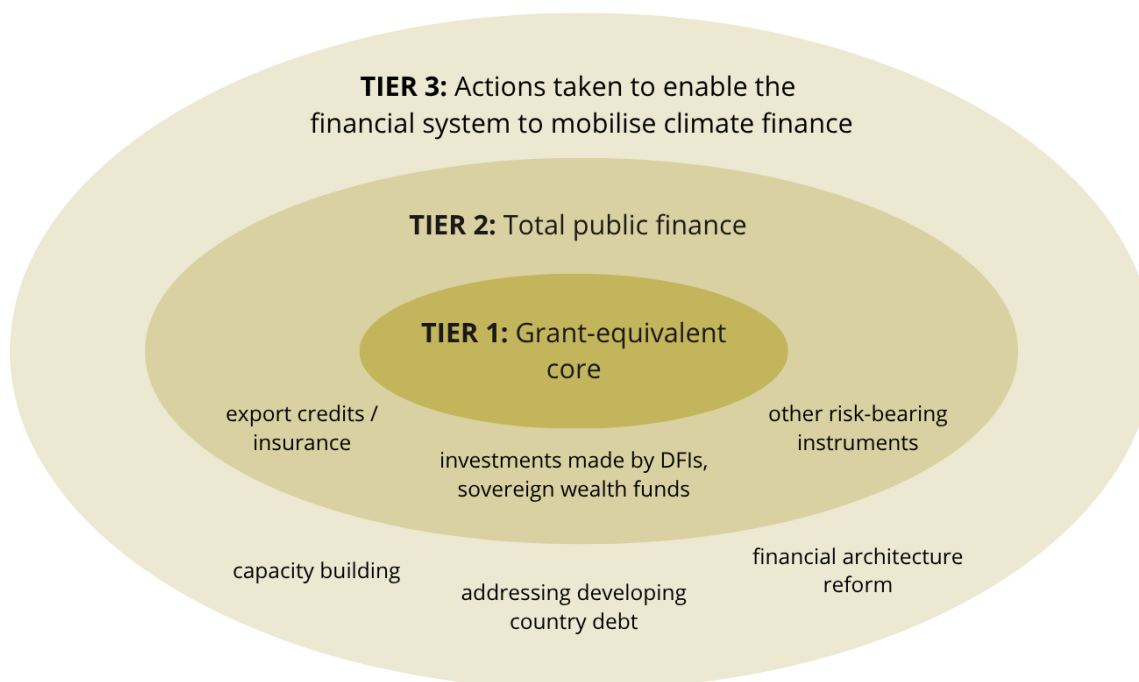 TIER 3: Actions taken to enable the
financial system to mobilise climate finance
TIER 2: Total public finance
TIER 1: Grant-equivalent
core
export credits /
insurance
investments made by DFIs,
sovereign wealth funds
other risk-bearing
instruments
capacity building
addressing developing
country debt
financial architecture
reform